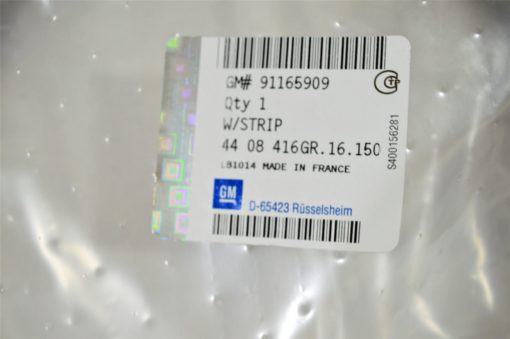 GM# 91165909
Qty 1
W/STRIP
44 08 416GR.16.150
LB1014 MADE IN FRANCE
GM
D-65423 Rüsselsheim
S400156281